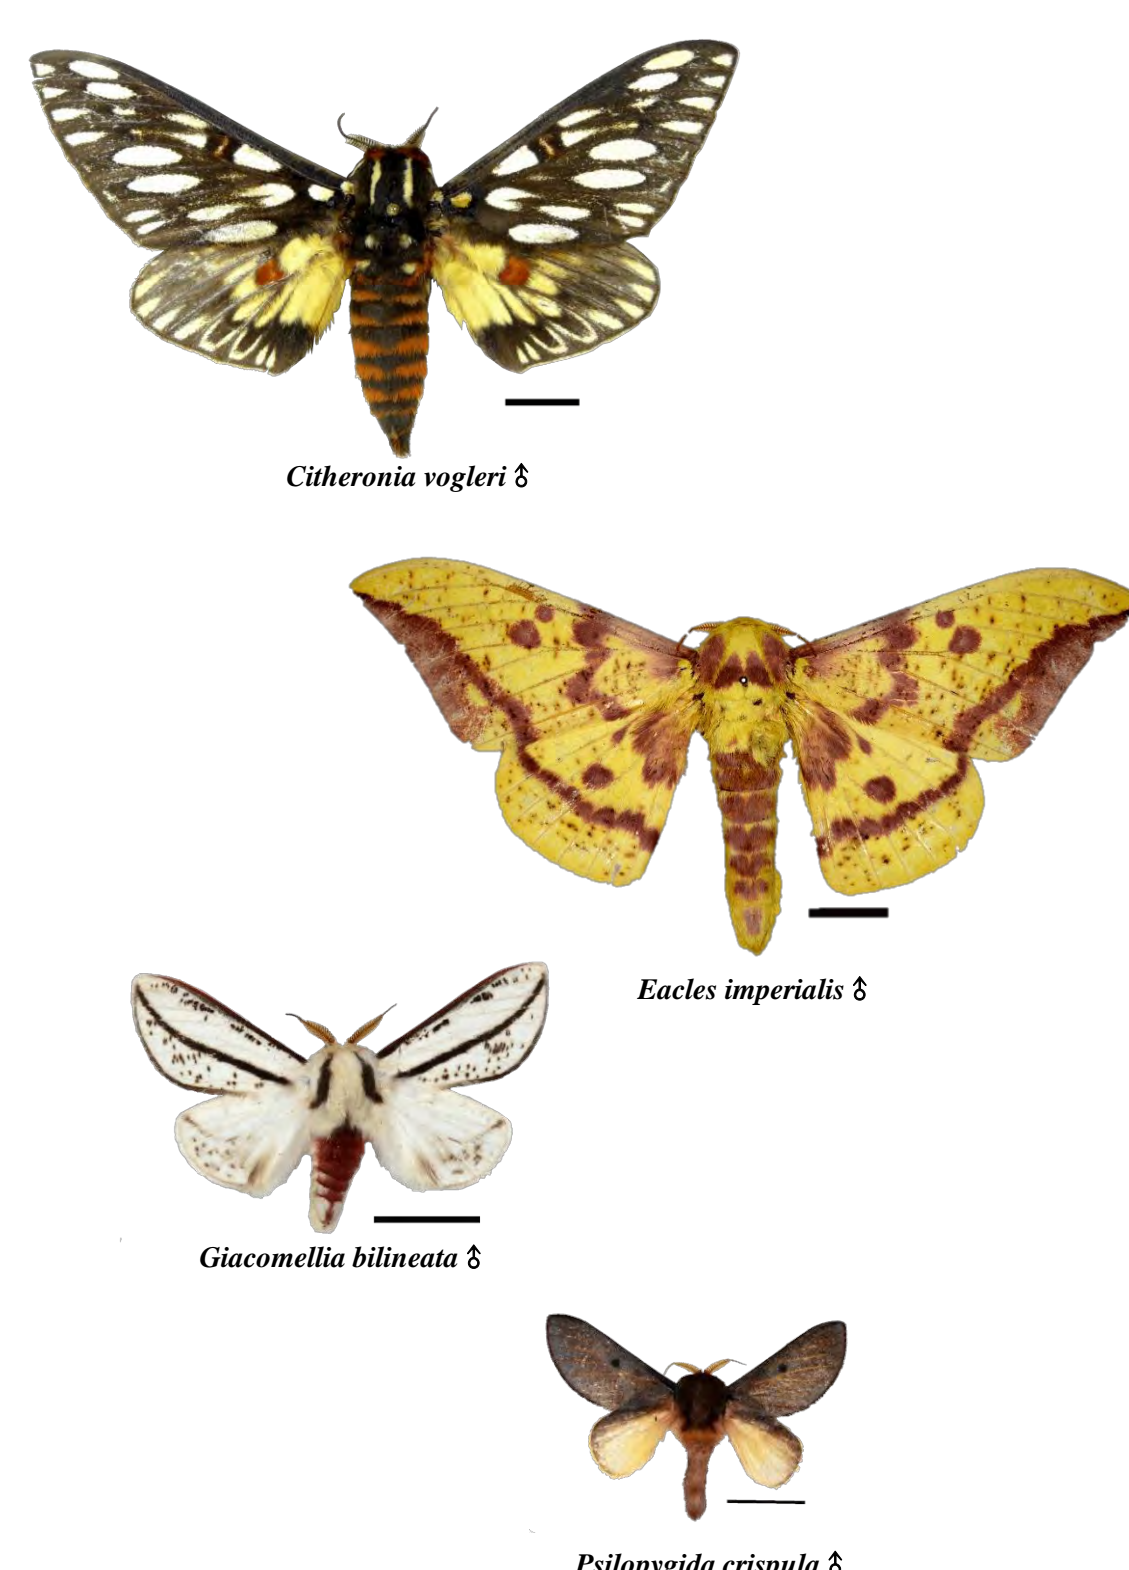 Citheronia vogleri ♂
Eacles imperialis ♂
Giacomellia bilineata ♂
Psilopygida crispula ♂